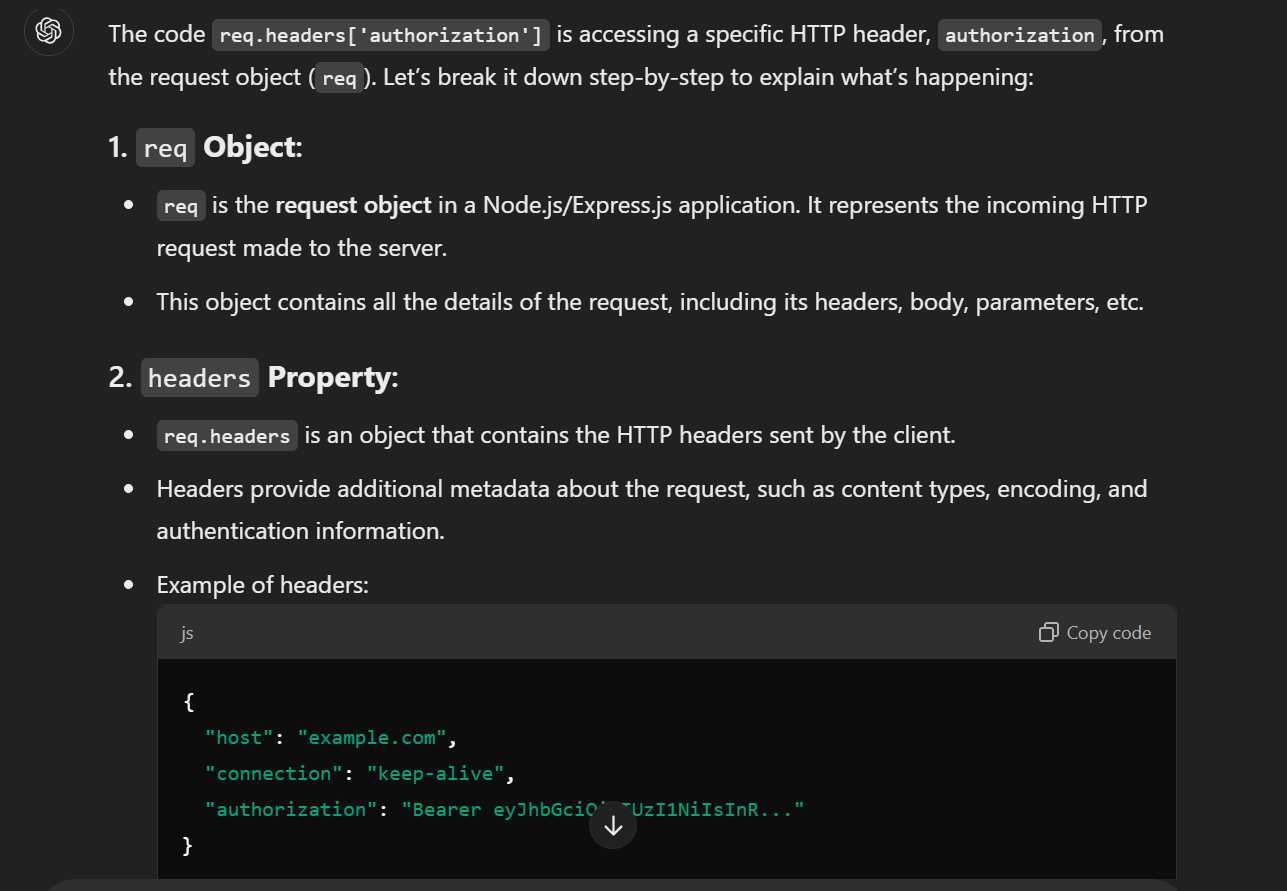 The code req.headers['authorization'] is accessing a specific HTTP header, authorization, from
the request object (req). Let's break it down step-by-step to explain what's happening:
1. req Object:
• req is the request object in a Node.js/Express.js application. It represents the incoming HTTP
request made to the server.
• This object contains all the details of the request, including its headers, body, parameters, etc.
2. headers Property:
• req.headers is an object that contains the HTTP headers sent by the client.
• Headers provide additional metadata about the request, such as content types, encoding, and
authentication information.
• Example of headers:
js Copy code
{
"host": "example.com",
"connection": "keep-alive",
"authorization": "Bearer
}